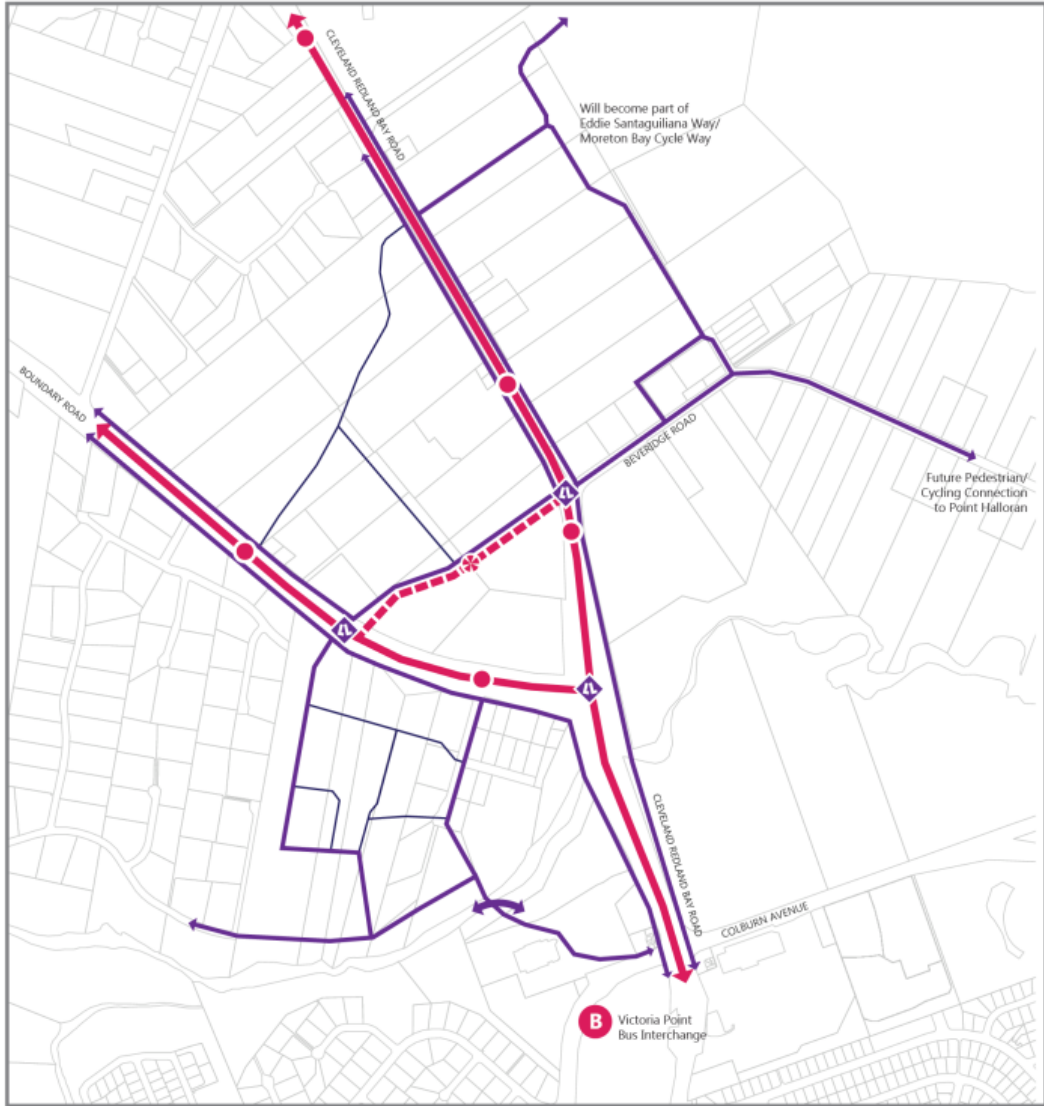 CLEVELAND REDLAND BAY ROAD
Will become part of
Eddie Santaguiliana Way/
Moreton Bay Cycle Way
BOUNDARY ROAD
BEVERIDGE ROAD
Future Pedestrian/
Cycling Connection
to Point Halloran
CLEVELAND REDLAND BAY ROAD
COLBURN AVENUE
B
Victoria Point
Bus Interchange